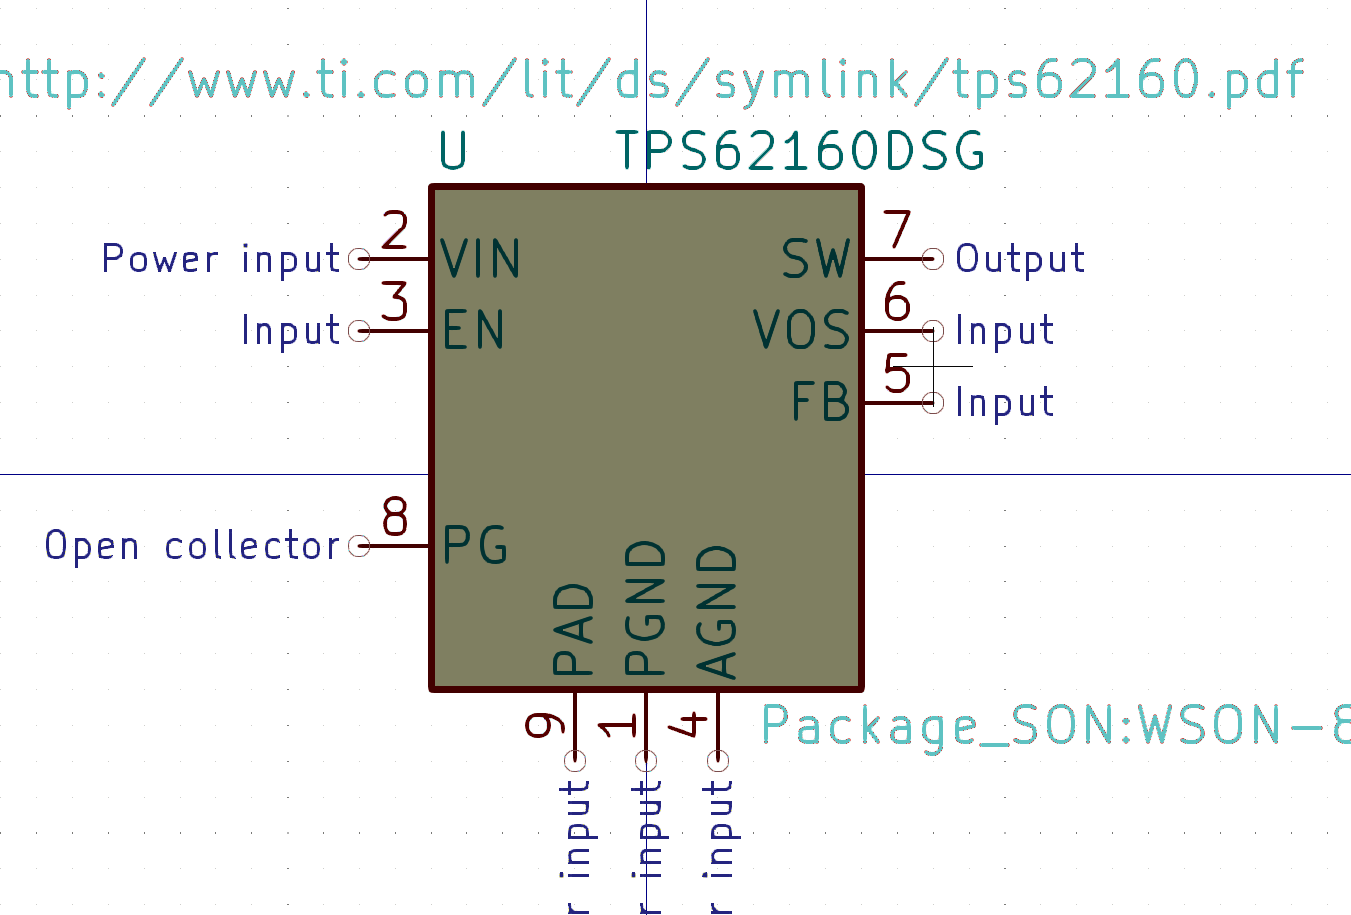 http://www.ti.com/lit/ds/symlink/tps62160.pdf
U TPS62160DSG
2 7
Power input VIN SW Output
3 6
Input EN VOS Input
5
FB Input
8
Open collector PG
PAD PGND AGND
9 1 4
Package_SON:WSON-8
r input r input r input